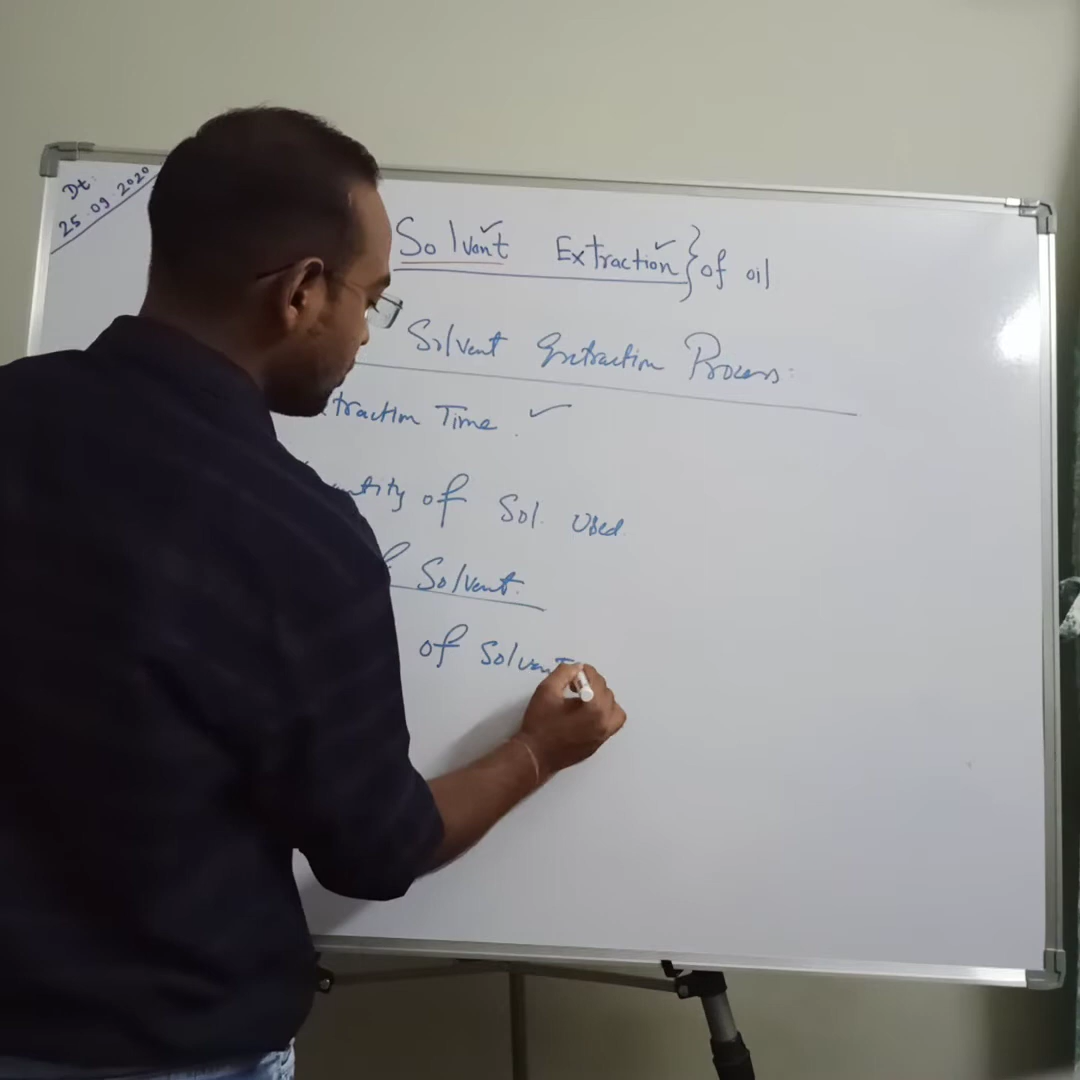 Dt:
25.09 2020
Solvent Extraction } of oil
Solvent Extraction Process:
traction Time.
ntity of Sol. Used.
Solvent.
of Solvent